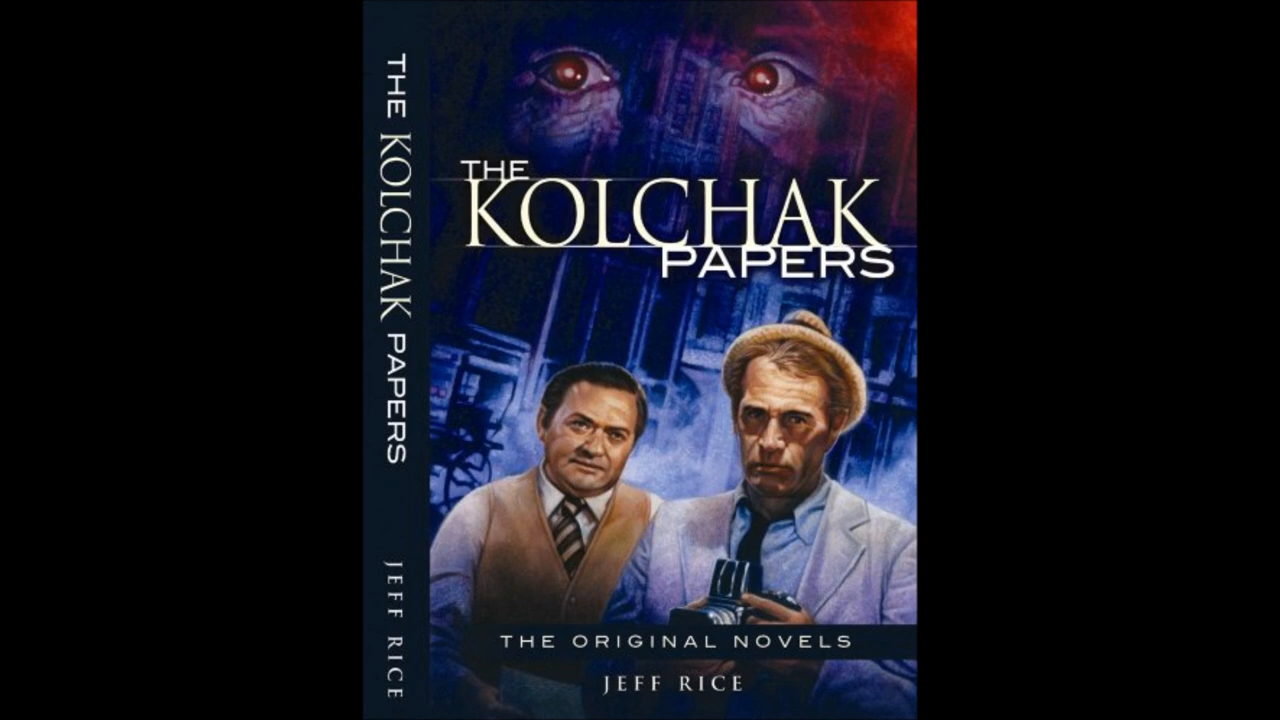 THE KOLCHAK PAPERS
JEFF RICE
THE
KOLCHAK
PAPERS
THE ORIGINAL NOVELS
JEFF RICE